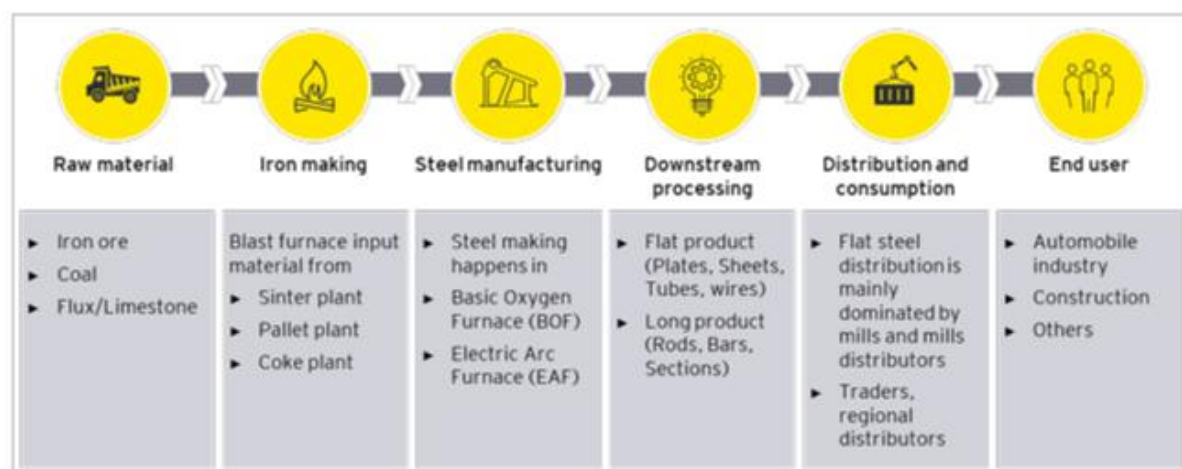 Raw material
Iron making
Steel manufacturing
Downstream
processing
Distribution and
consumption
End user
► Iron ore
► Coal
► Flux/Limestone
Blast furnace input
material from
► Sinter plant
► Pallet plant
► Coke plant
► Steel making
happens in
► Basic Oxygen
Furnace (BOF)
► Electric Arc
Furnace (EAF)
► Flat product
(Plates, Sheets,
Tubes, wires)
► Long product
(Rods, Bars,
Sections)
► Flat steel
distribution is
mainly
dominated by
mills and mills
distributors
► Traders,
regional
distributors
► Automobile
industry
► Construction
► Others